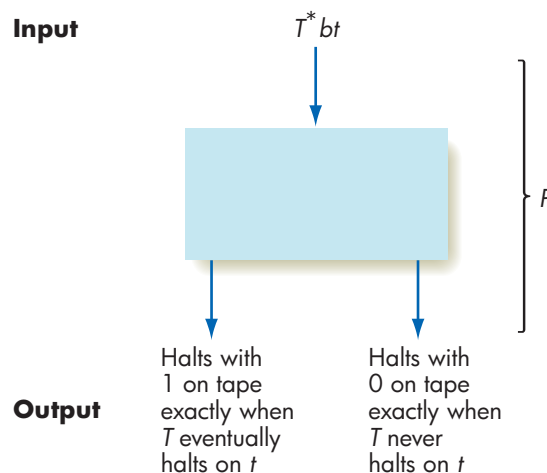 Input
T* bt
P
Halts with
1 on tape
exactly when
T eventually
halts on t
Halts with
0 on tape
exactly when
T never
halts on t
Output